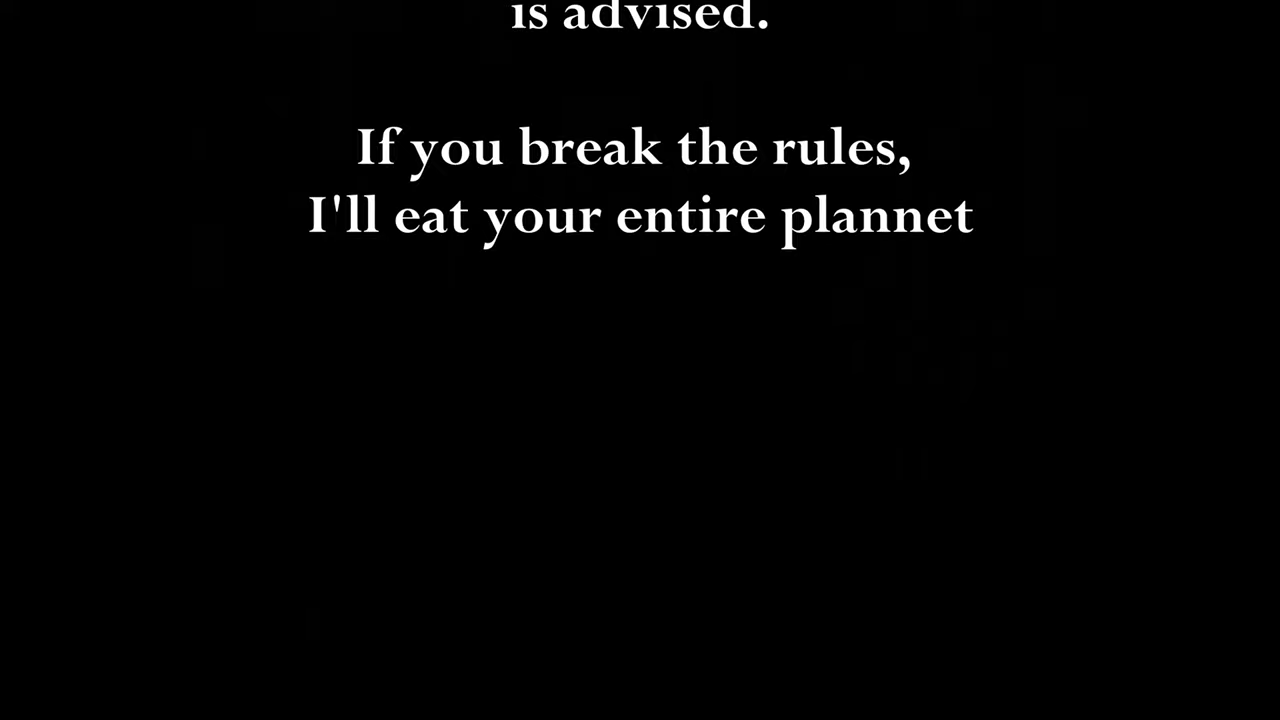 is advised.
If you break the rules,
I'll eat your entire plannet